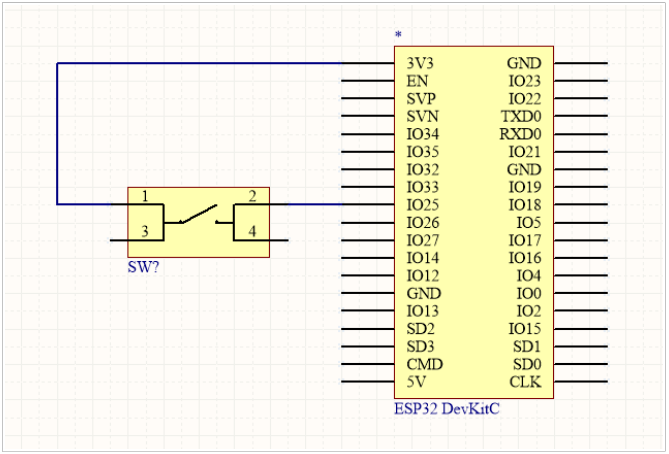 *
3V3 GND
EN IO23
SVP IO22
SVN TXD0
IO34 RXD0
IO35 IO21
IO32 GND
IO33 IO19
1 2 IO25 IO18
IO26 IO5
3 4 IO27 IO17
IO14 IO16
SW? IO12 IO4
GND IO0
IO13 IO2
SD2 IO15
SD3 SD1
CMD SD0
5V CLK
ESP32 DevKitC